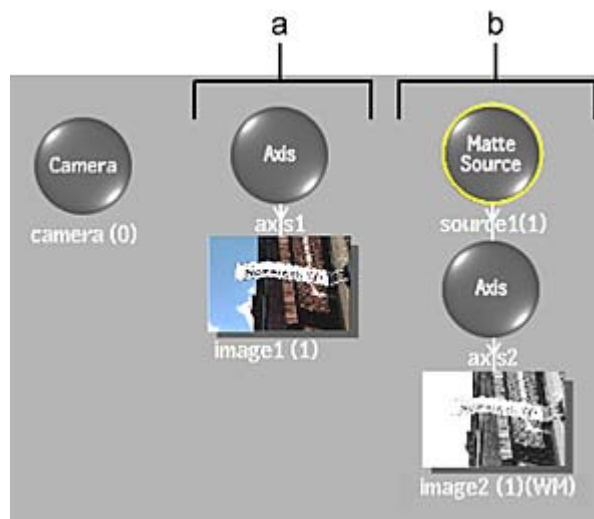 a
b
Camera
camera (0)
Axis
axis1
image1 (1)
Matte
Source
source1(1)
Axis
axis2
image2 (1)(WM)